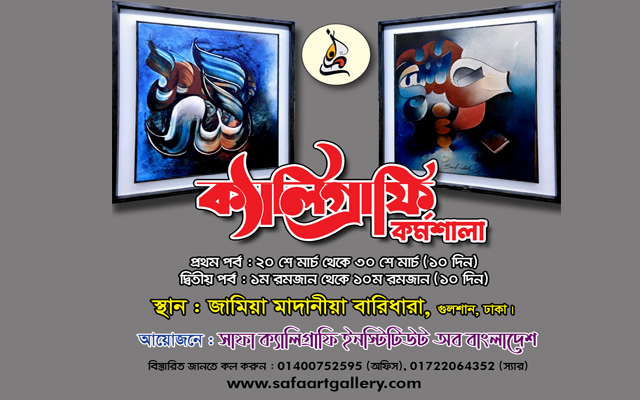 ক্যালিগ্রাফি
কর্মশালা
প্রথম পর্ব : ২০ শে মার্চ থেকে ৩০ শে মার্চ (১০ দিন)
দ্বিতীয় পর্ব : ১ম রমজান থেকে ১০ম রমজান (১০ দিন)
স্থান : জামিয়া মাদানীয়া বারিধারা, গুলশান, ঢাকা।
আয়োজনে : সাফা ক্যালিগ্রাফি ইনস্টিটিউট অব বাংলাদেশ
বিস্তারিত জানতে কল করুন : 01400752595 (অফিস), 01722064352 (স্যার)
www.safaartgallery.com